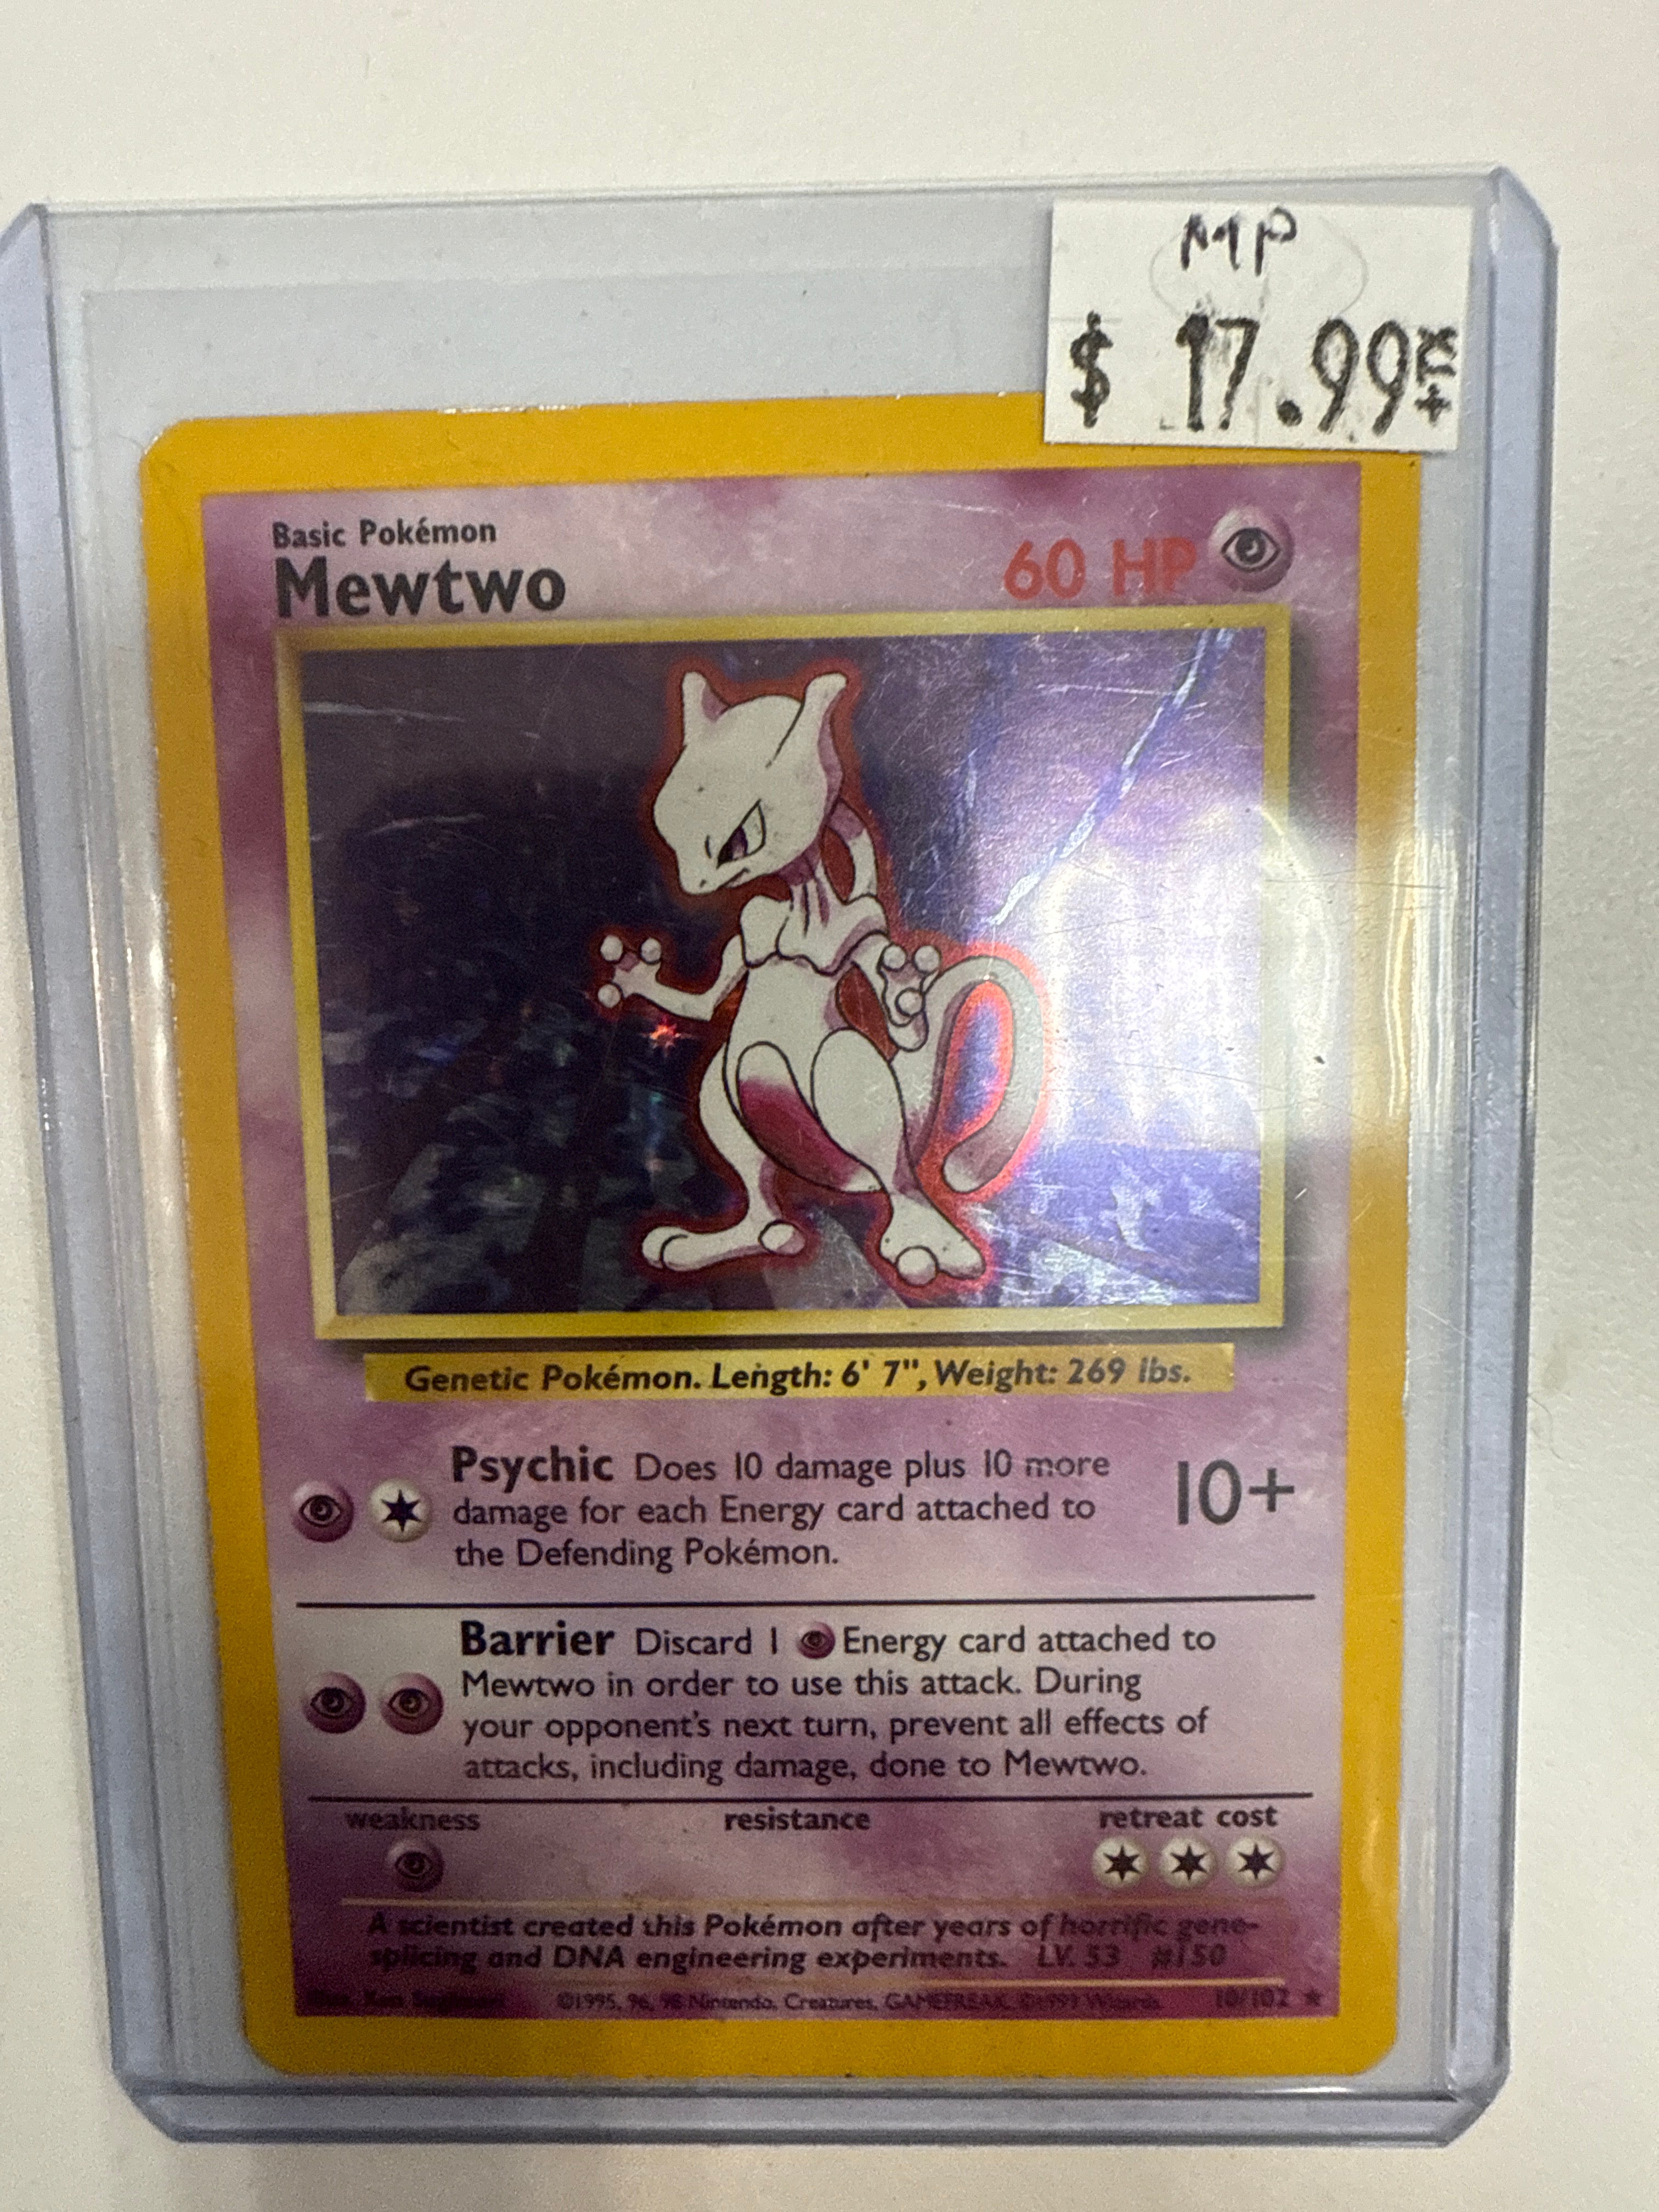 MP
$ 17.99
Basic Pokémon
Mewtwo
60 HP
Genetic Pokémon. Length: 6' 7", Weight: 269 lbs.
Psychic Does 10 damage plus 10 more
damage for each Energy card attached to
the Defending Pokémon.
10+
Barrier Discard 1 Energy card attached to
Mewtwo in order to use this attack. During
your opponent's next turn, prevent all effects of
attacks, including damage, done to Mewtwo.
weakness resistance retreat cost
A scientist created this Pokémon after years of horrific gene-
splicing and DNA engineering experiments. LV. 53 #150
©1995, 96, 98 Nintendo, Creatures, GAMEFREAK. ©1999 Wizards. 10/102